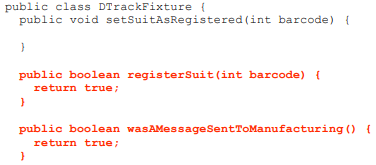 public class DTrackFixture {
  public void setSuitAsRegistered(int barcode) {
  }
  public boolean registerSuit(int barcode) {
    return true;
  }
  public boolean wasAMessageSentToManufacturing() {
    return true;
  }